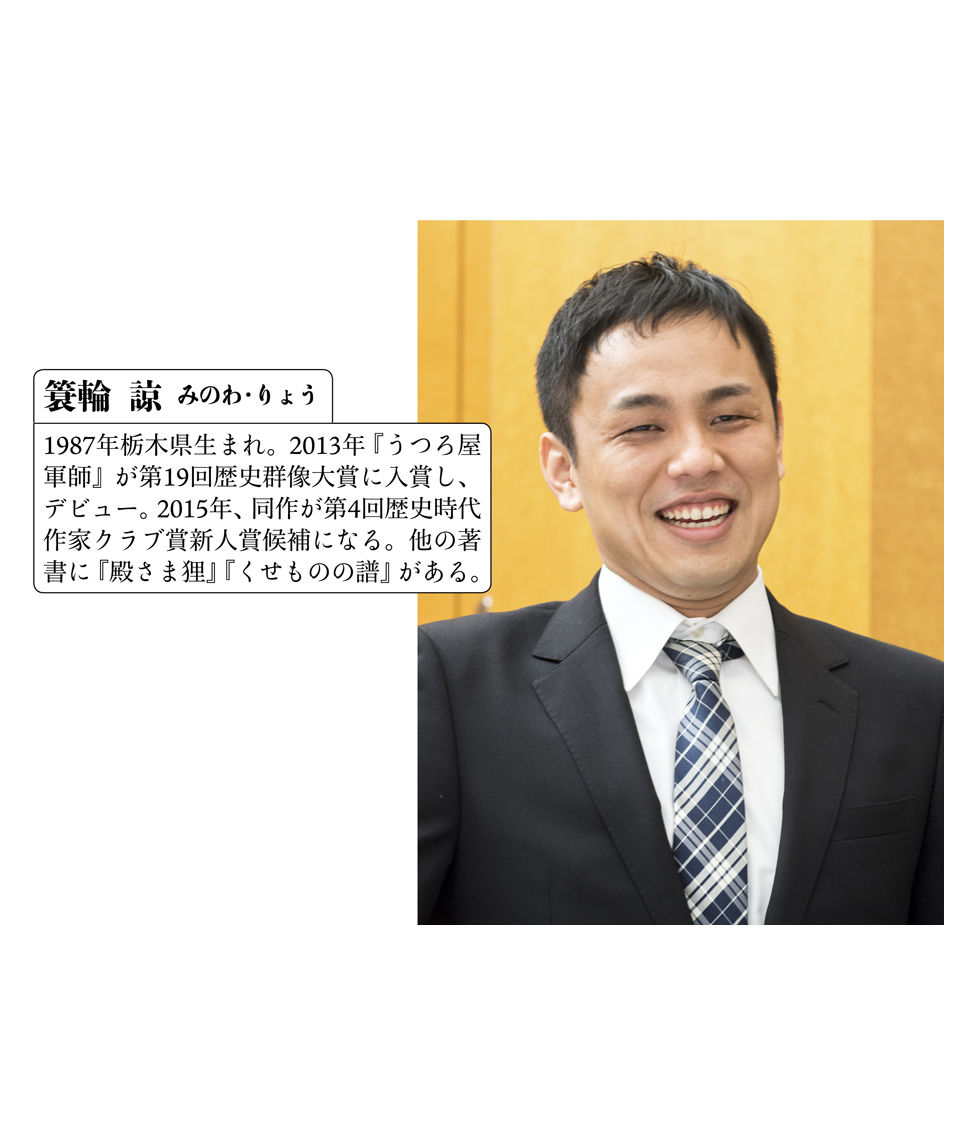 簑輪 諒 みのわ・りょう
1987年栃木県生まれ。2013年『うつろ屋
軍師』が第19回歴史群像大賞に入賞し、
デビュー。2015年、同作が第4回歴史時代
作家クラブ賞新人賞候補になる。他の著
書に『殿さま狸』『くせものの譜』がある。